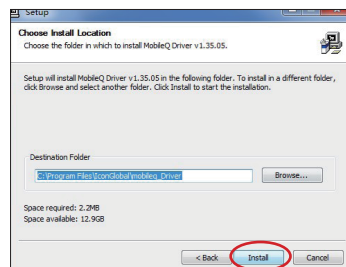 Setup
Choose Install Location
Choose the folder in which to install MobileQ Driver v1.35.05.
Setup will install MobileQ Driver v1.35.05 in the following folder. To install in a different folder,
click Browse and select another folder. Click Install to start the installation.
Destination Folder
C:\Program Files\IconGlobal\mobileq_Driver
Browse...
Space required: 2.2MB
Space available: 12.9GB
< Back
Install
Cancel